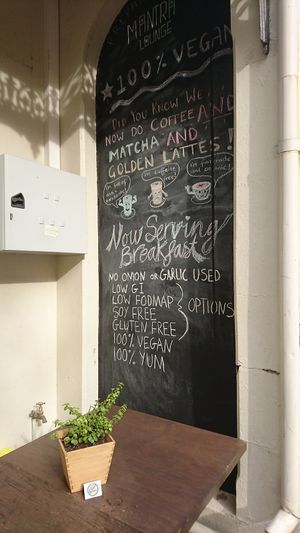 MANTRA
LOUNGE
100% VEGAN
DID YOU KNOW WE
NOW DO COFFEE AND
MATCHA AND
GOLDEN LATTES!
Now Serving
Breakfast
NO ONION OR GARLIC USED
LOW GI
LOW FODMAP
SOY FREE
GLUTEN FREE
OPTIONS
100% VEGAN
100% YUM